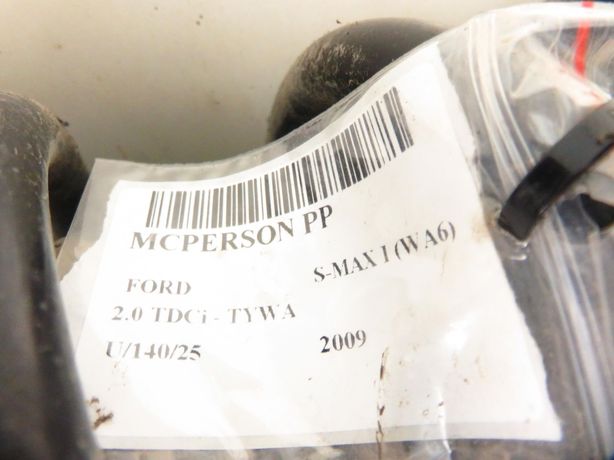 MCPERSON PP
FORD S-MAX I (WA6)
2.0 TDCi - TYWA
U/140/25 2009